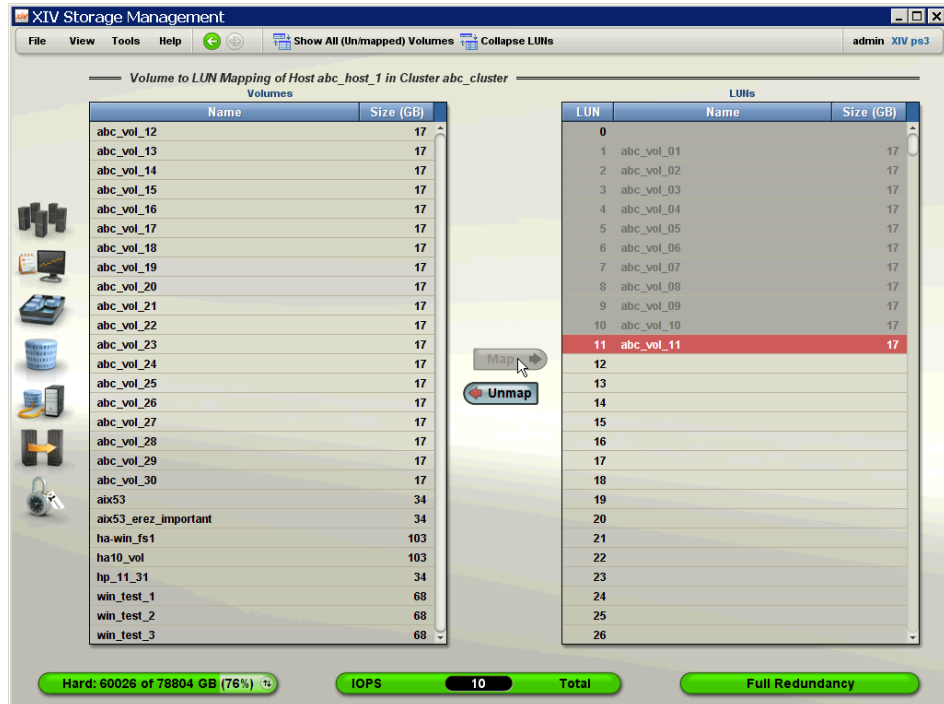 XIV XIV Storage Management
File View Tools Help Show All (Un/mapped) Volumes Collapse LUNs admin XIV ps3
Volume to LUN Mapping of Host abc_host_1 in Cluster abc_cluster
Volumes
Name Size (GB)
abc_vol_12 17
abc_vol_13 17
abc_vol_14 17
abc_vol_15 17
abc_vol_16 17
abc_vol_17 17
abc_vol_18 17
abc_vol_19 17
abc_vol_20 17
abc_vol_21 17
abc_vol_22 17
abc_vol_23 17
abc_vol_24 17
abc_vol_25 17
abc_vol_26 17
abc_vol_27 17
abc_vol_28 17
abc_vol_29 17
abc_vol_30 17
aix53 34
aix53_erez_important 34
ha-win_fs1 103
ha10_vol 103
hp_11_31 34
win_test_1 68
win_test_2 68
win_test_3 68
Map
Unmap
LUNs
LUN Name Size (GB)
0
1 abc_vol_01 17
2 abc_vol_02 17
3 abc_vol_03 17
4 abc_vol_04 17
5 abc_vol_05 17
6 abc_vol_06 17
7 abc_vol_07 17
8 abc_vol_08 17
9 abc_vol_09 17
10 abc_vol_10 17
11 abc_vol_11 17
12
13
14
15
16
17
18
19
20
21
22
23
24
25
26
Hard: 60026 of 78804 GB (76%) IOPS 10 Total Full Redundancy